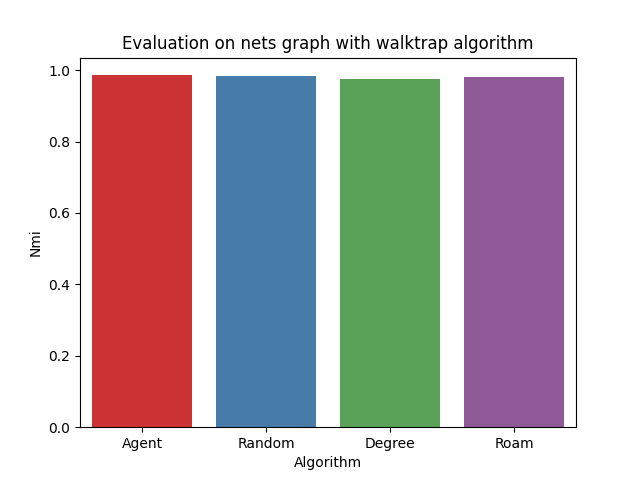 Evaluation on nets graph with walktrap algorithm
1.0
0.8
0.6
0.4
0.2
0.0
Nmi
Agent Random Degree Roam
Algorithm